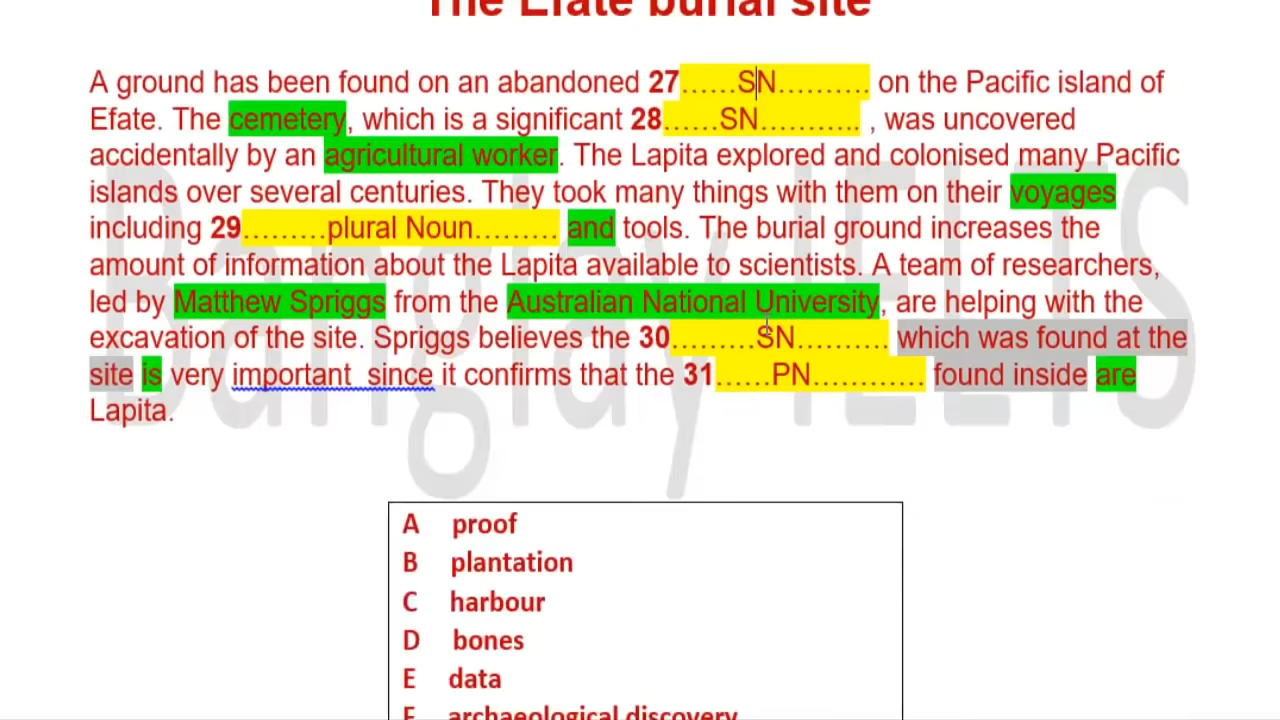 The Efate burial site
A ground has been found on an abandoned 27......SN.......... on the Pacific island of
Efate. The cemetery, which is a significant 28......SN.......... , was uncovered
accidentally by an agricultural worker. The Lapita explored and colonised many Pacific
islands over several centuries. They took many things with them on their voyages
including 29.........plural Noun......... and tools. The burial ground increases the
amount of information about the Lapita available to scientists. A team of researchers,
led by Matthew Spriggs from the Australian National University, are helping with the
excavation of the site. Spriggs believes the 30.........SN.......... which was found at the
site is very important  since it confirms that the 31......PN............ found inside are
Lapita.
Banglay IELTS
A proof
B plantation
C harbour
D bones
E data
F archaeological discovery